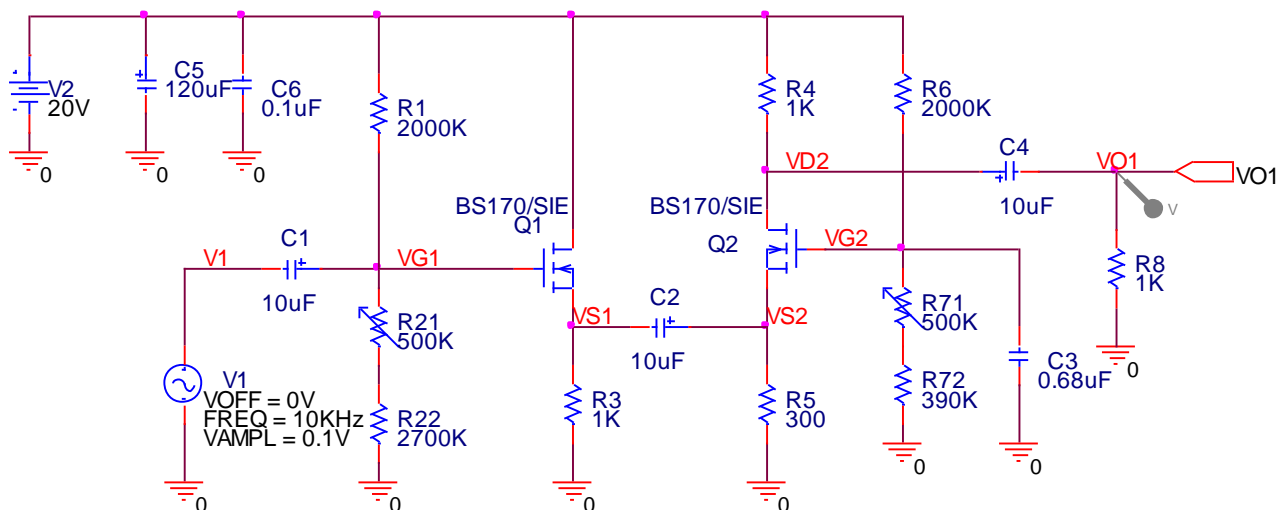 V2
20V
0
C5
120uF
0
C6
0.1uF
0
R1
2000K
BS170/SIE
Q1
V1
C1
10uF
VG1
R21
500K
R22
2700K
0
V1
VOFF = 0V
FREQ = 10KHz
VAMPL = 0.1V
0
VS1
C2
10uF
VS2
R3
1K
0
R5
300
0
R4
1K
VD2
BS170/SIE
Q2
VG2
R6
2000K
R71
500K
R72
390K
0
C3
0.68uF
0
C4
10uF
VO1
V
VO1
R8
1K
0